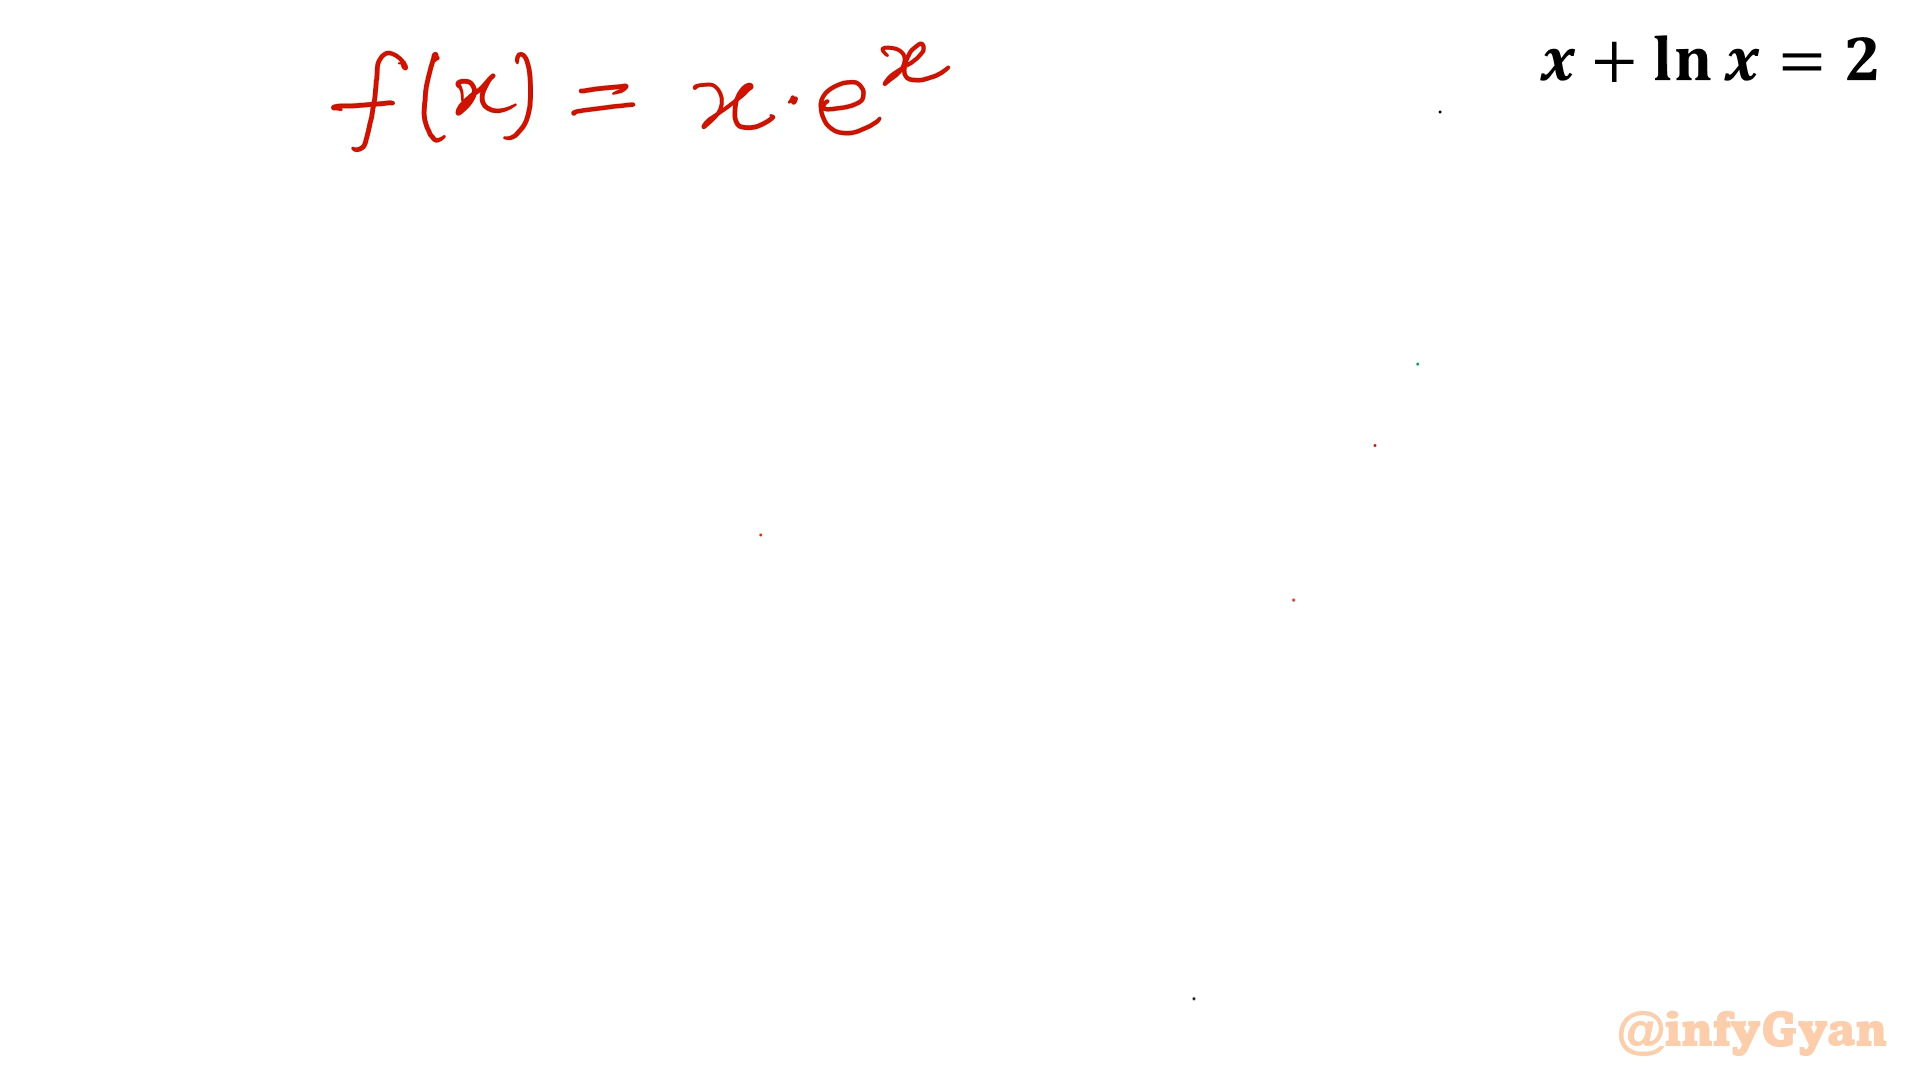 f(x) = x · e^x
x + ln x = 2
@infyGyan